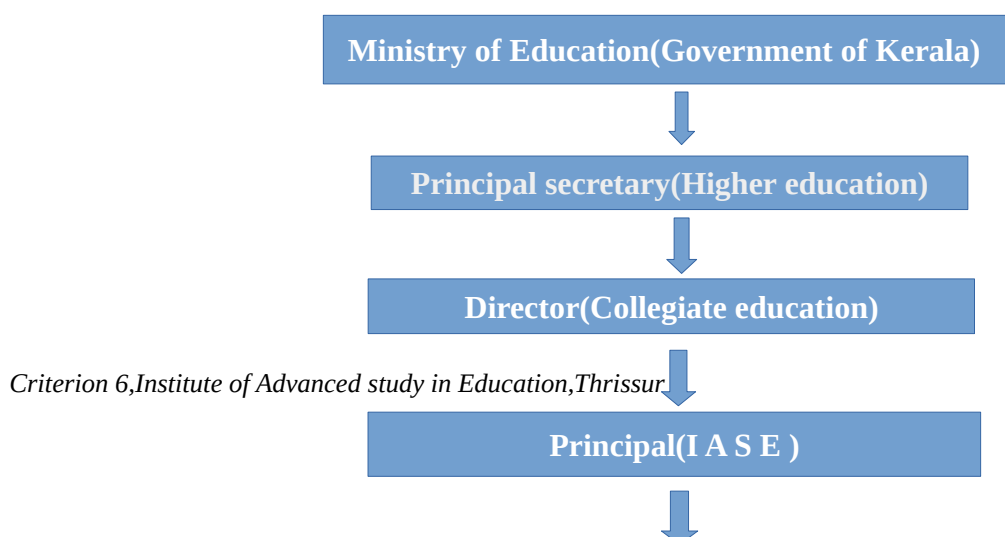 Ministry of Education(Government of Kerala)
Principal secretary(Higher education)
Director(Collegiate education)
Criterion 6,Institute of Advanced study in Education,Thrissur
Principal(I A S E )